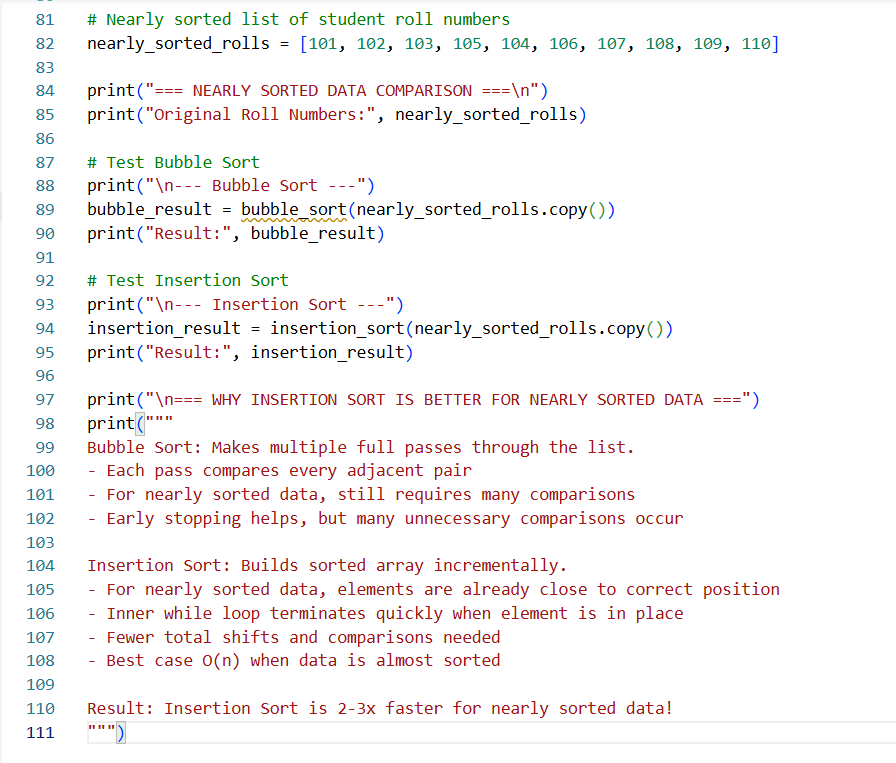 81 # Nearly sorted list of student roll numbers
82 nearly_sorted_rolls = [101, 102, 103, 105, 104, 106, 107, 108, 109, 110]
83
84 print("=== NEARLY SORTED DATA COMPARISON ===\n")
85 print("Original Roll Numbers:", nearly_sorted_rolls)
86
87 # Test Bubble Sort
88 print("\n--- Bubble Sort ---")
89 bubble_result = bubble_sort(nearly_sorted_rolls.copy())
90 print("Result:", bubble_result)
91
92 # Test Insertion Sort
93 print("\n--- Insertion Sort ---")
94 insertion_result = insertion_sort(nearly_sorted_rolls.copy())
95 print("Result:", insertion_result)
96
97 print("\n=== WHY INSERTION SORT IS BETTER FOR NEARLY SORTED DATA ===")
98 print("""
99 Bubble Sort: Makes multiple full passes through the list.
100 - Each pass compares every adjacent pair
101 - For nearly sorted data, still requires many comparisons
102 - Early stopping helps, but many unnecessary comparisons occur
103
104 Insertion Sort: Builds sorted array incrementally.
105 - For nearly sorted data, elements are already close to correct position
106 - Inner while loop terminates quickly when element is in place
107 - Fewer total shifts and comparisons needed
108 - Best case O(n) when data is almost sorted
109
110 Result: Insertion Sort is 2-3x faster for nearly sorted data!
111 """)